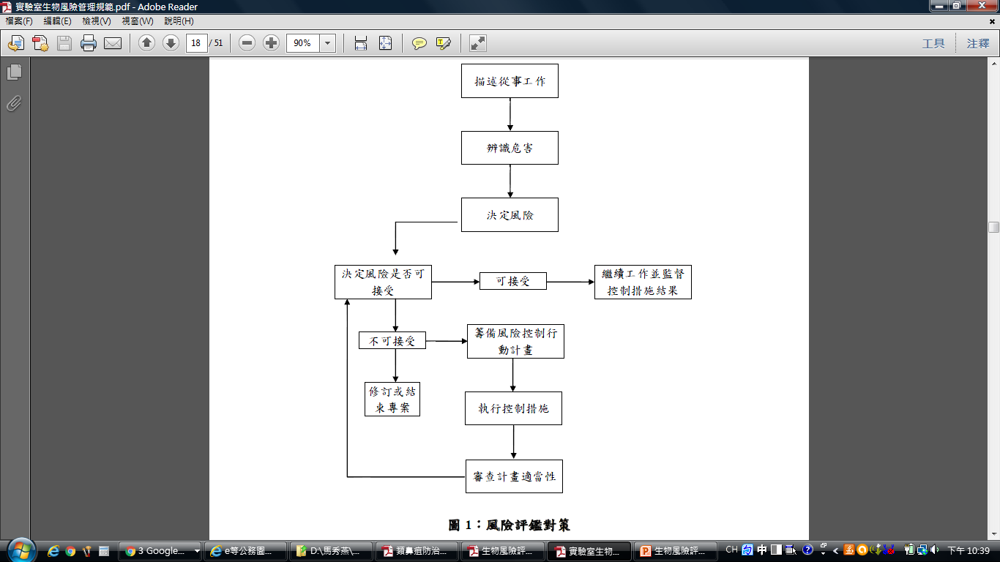 實驗室生物風險管理規範.pdf - Adobe Reader
檔案(F) 編輯(E) 檢視(V) 視窗(W) 說明(H)
18 / 51
90%
工具
注釋
描述從事工作
辨識危害
決定風險
決定風險是否可
接受
可接受
繼續工作並監督
控制措施結果
不可接受
籌備風險控制行
動計畫
修訂或結
束專案
執行控制措施
審查計畫適當性
圖 1：風險評鑑對策
3 Google...
e等公務園...
D:\馬秀燕\...
類鼻疽防治...
生物風險評...
實驗室生物...
生物風險評...
CH
中
下午 10:39